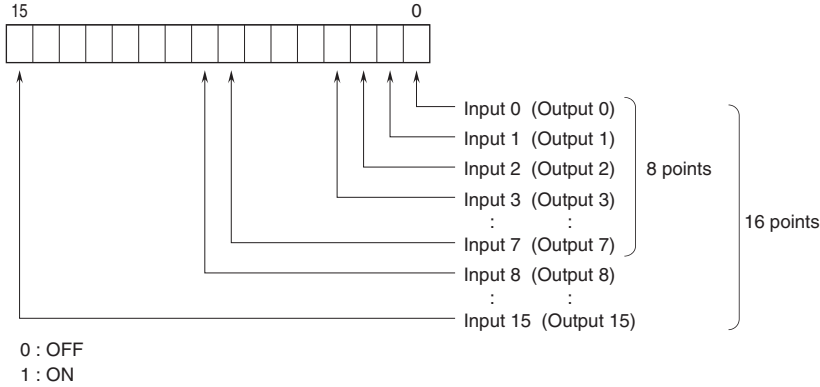 15 0
Input 0 (Output 0)
Input 1 (Output 1)
Input 2 (Output 2)
8 points
Input 3 (Output 3)
: :
16 points
Input 7 (Output 7)
Input 8 (Output 8)
: :
Input 15 (Output 15)
0 : OFF
1 : ON